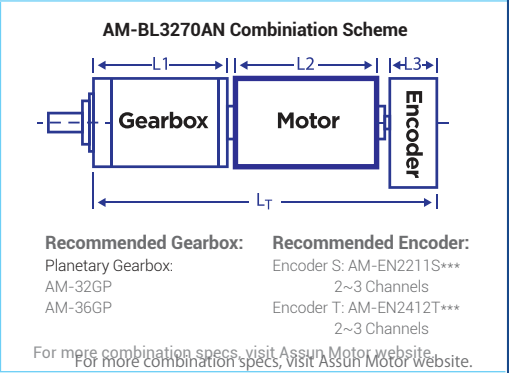 AM-BL3270AN Combiniation Scheme
L1 L2 L3
Gearbox Motor Encoder
LT
Recommended Gearbox: Recommended Encoder:
Planetary Gearbox: Encoder S: AM-EN2211S***
AM-32GP 2~3 Channels
AM-36GP Encoder T: AM-EN2412T***
2~3 Channels
For more combination specs, visit Assun Motor website.
For more combination specs, visit Assun Motor website.